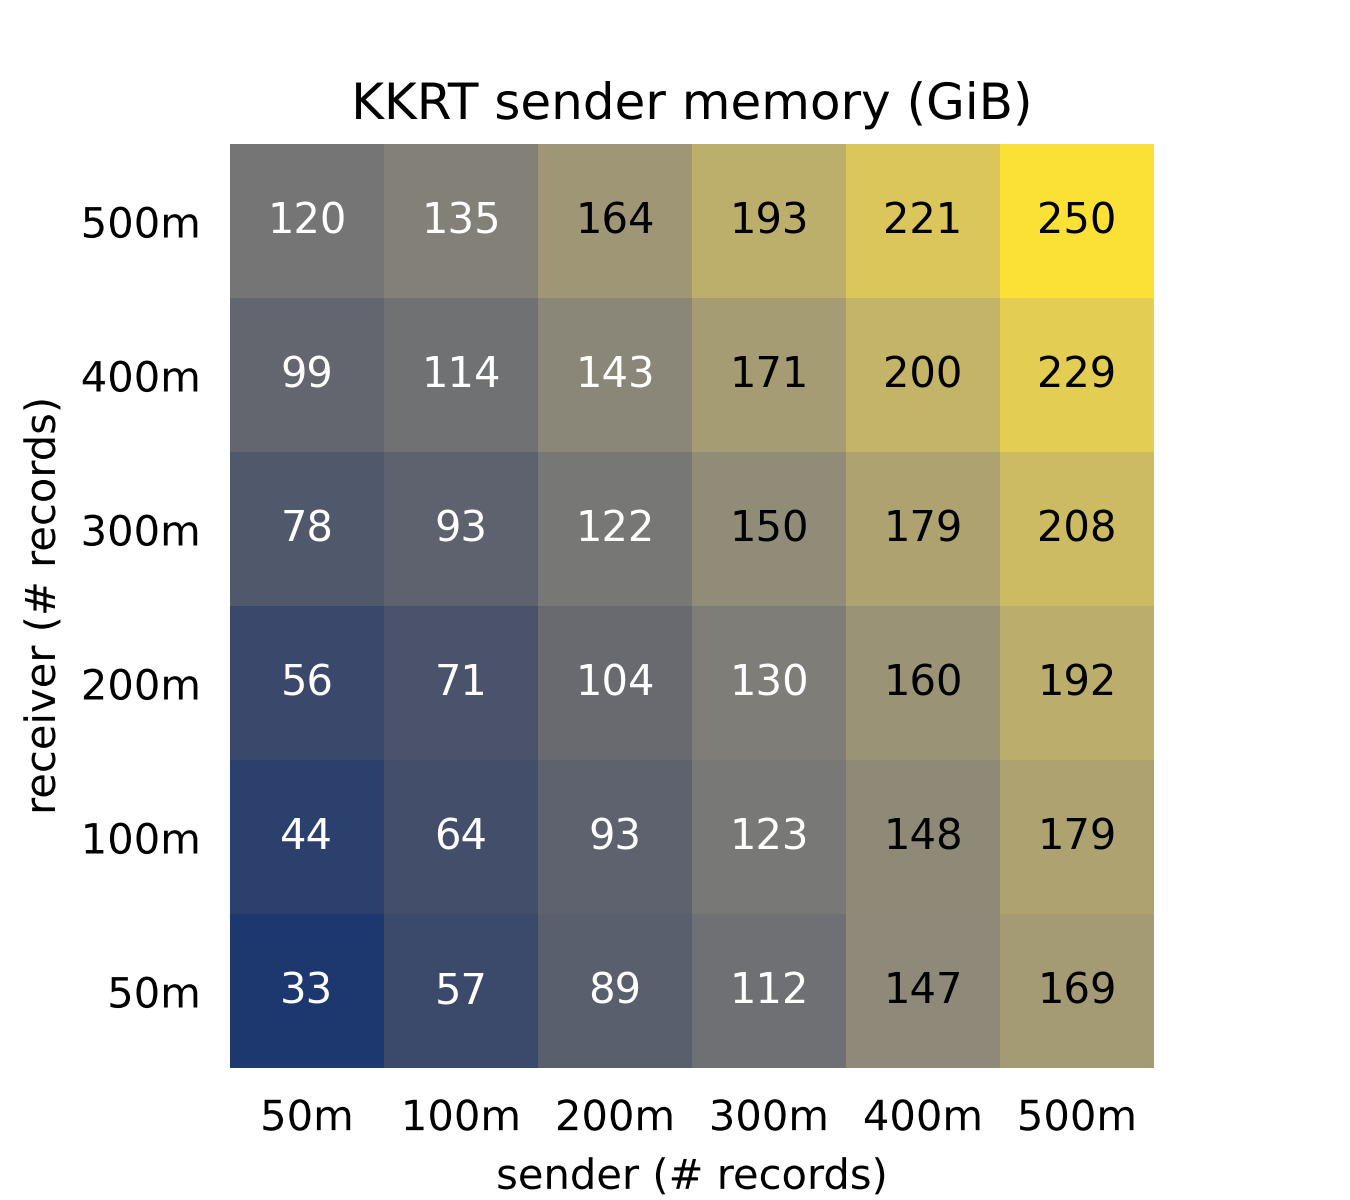 KKRT sender memory (GiB)
500m 120 135 164 193 221 250
400m 99 114 143 171 200 229
300m 78 93 122 150 179 208
200m 56 71 104 130 160 192
100m 44 64 93 123 148 179
50m 33 57 89 112 147 169
50m 100m 200m 300m 400m 500m
sender (# records)
receiver (# records)